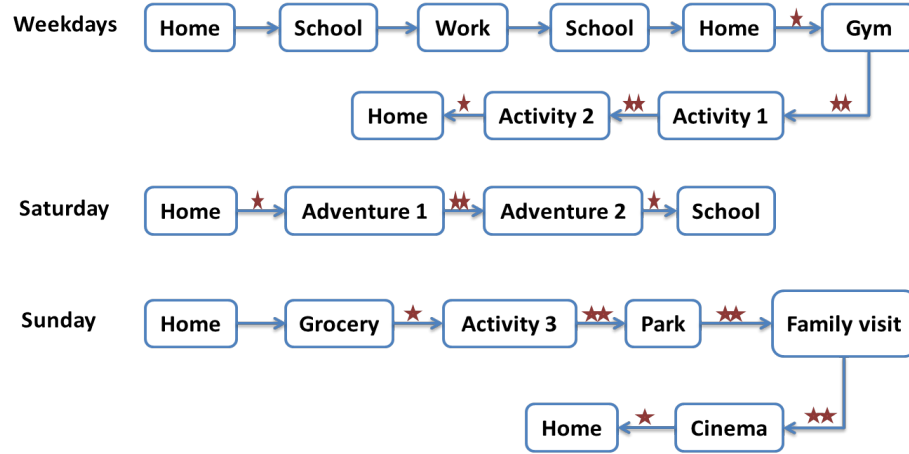 Weekdays Home School Work School Home Gym
Home Activity 2 Activity 1
Saturday Home Adventure 1 Adventure 2 School
Sunday Home Grocery Activity 3 Park Family visit
Home Cinema